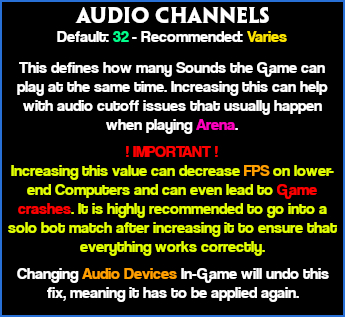 AUDIO CHANNELS
Default: 32 - Recommended: Varies
This defines how many Sounds the Game can
play at the same time. Increasing this can help
with audio cutoff issues that usually happen
when playing Arena.
! IMPORTANT !
Increasing this value can decrease FPS on lower-
end Computers and can even lead to Game
crashes. It is highly recommended to go into a
solo bot match after increasing it to ensure that
everything works correctly.
Changing Audio Devices In-Game will undo this
fix, meaning it has to be applied again.